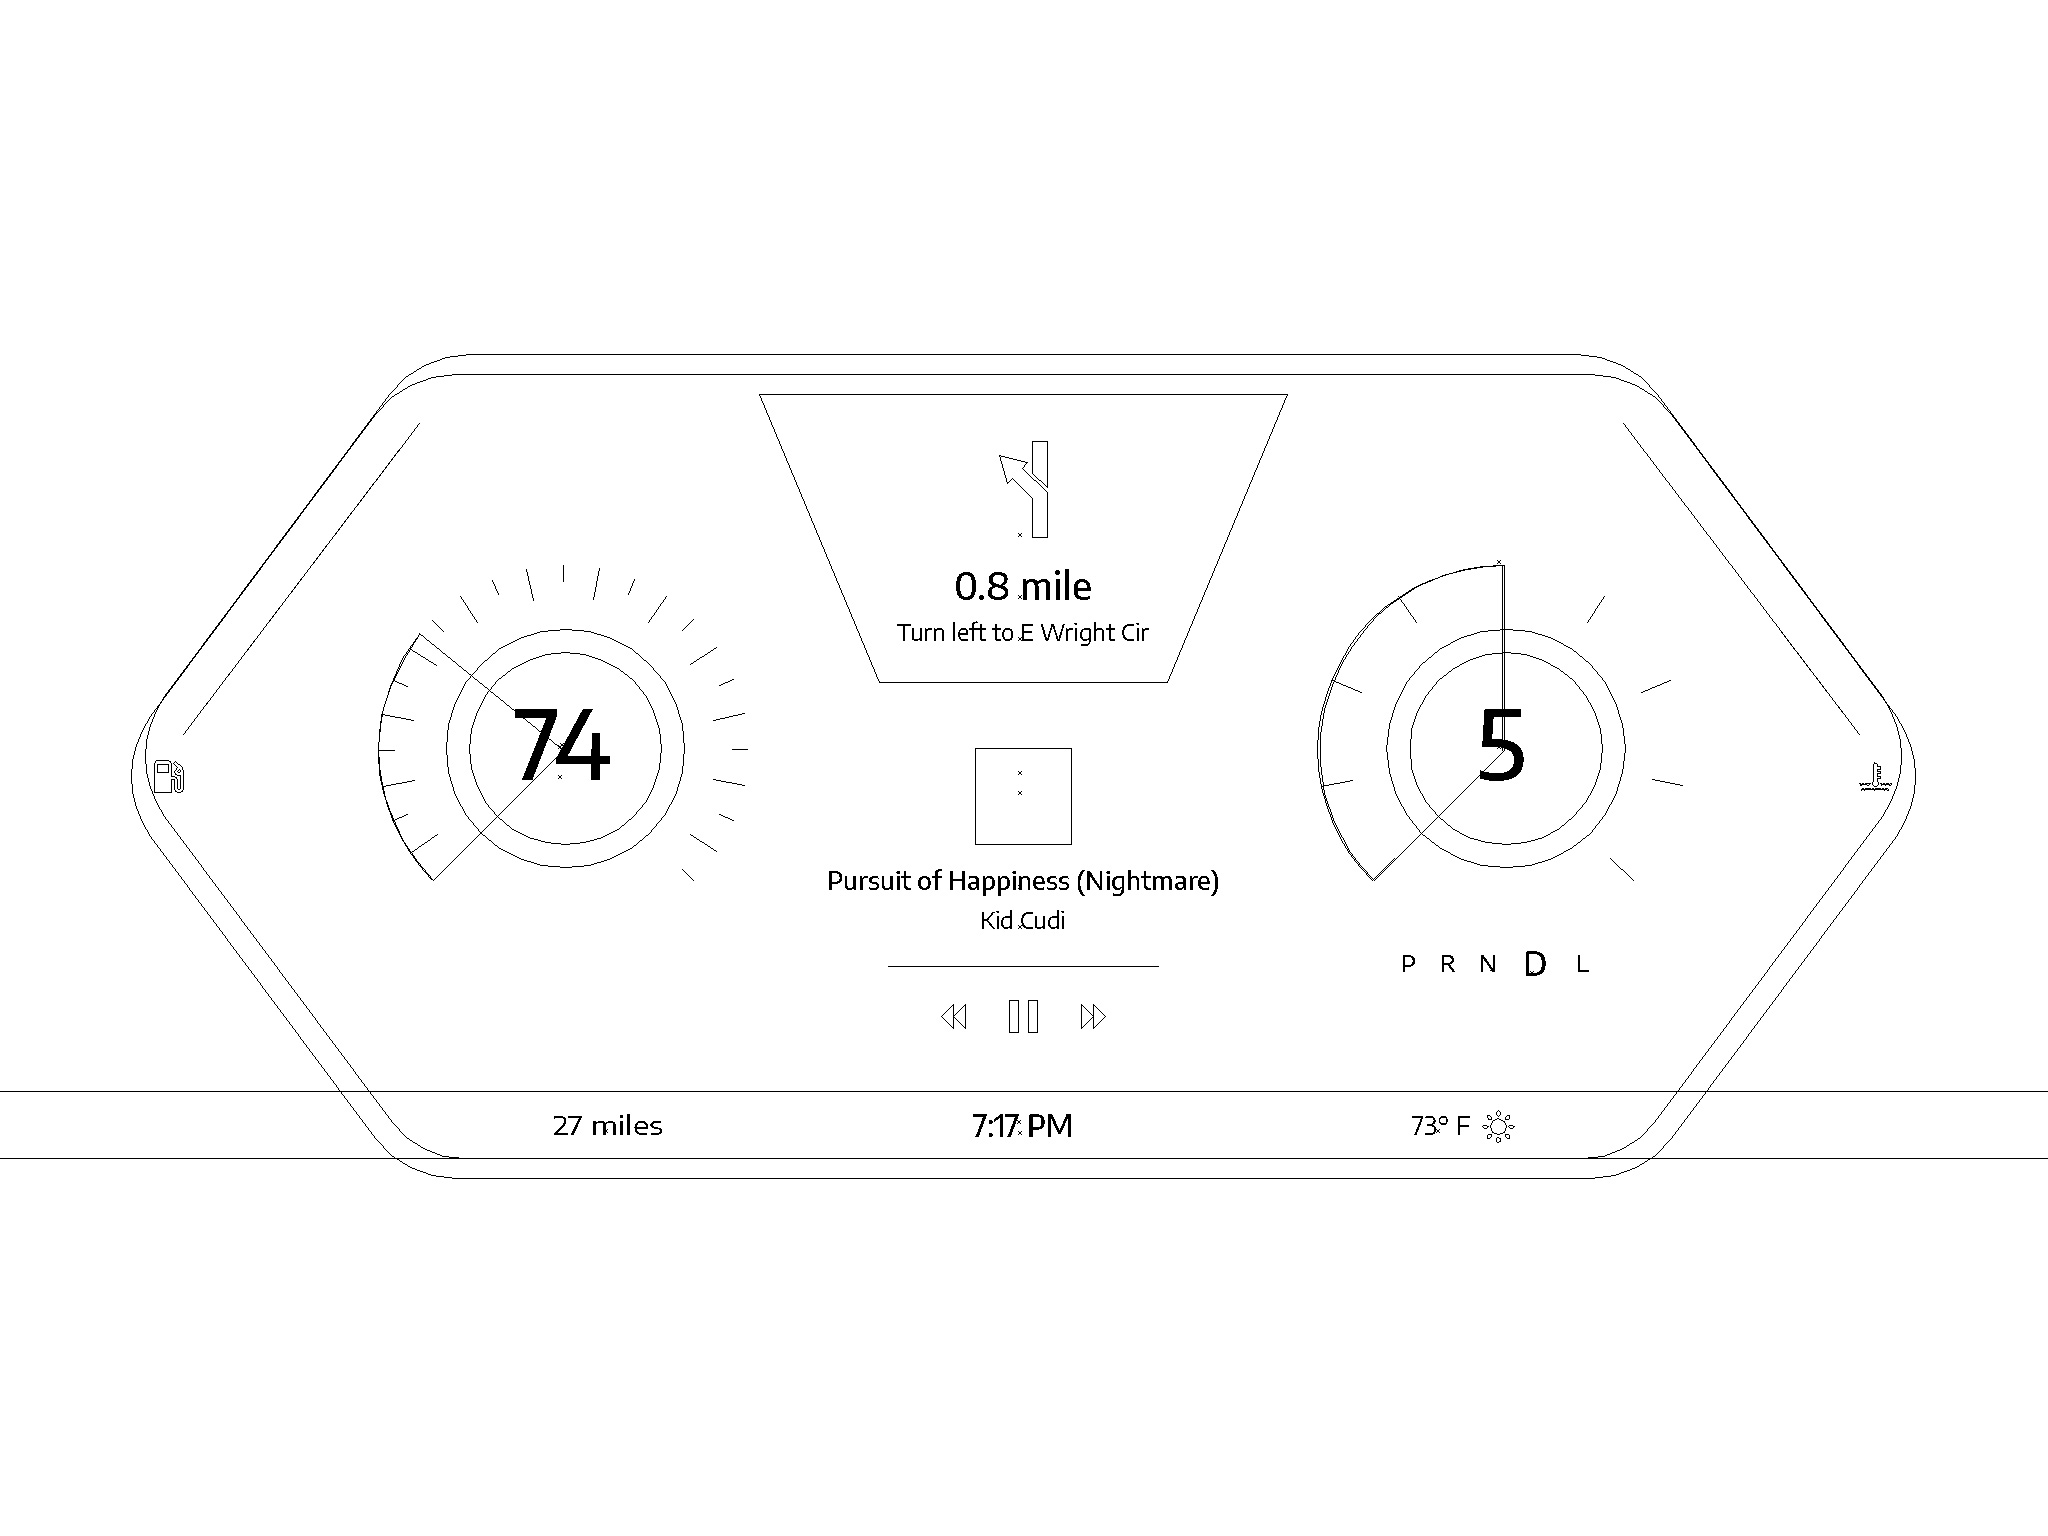 0.8 mile
Turn left to E Wright Cir
74
5
Pursuit of Happiness (Nightmare)
Kid Cudi
P R N D L
27 miles
7:17 PM
73° F